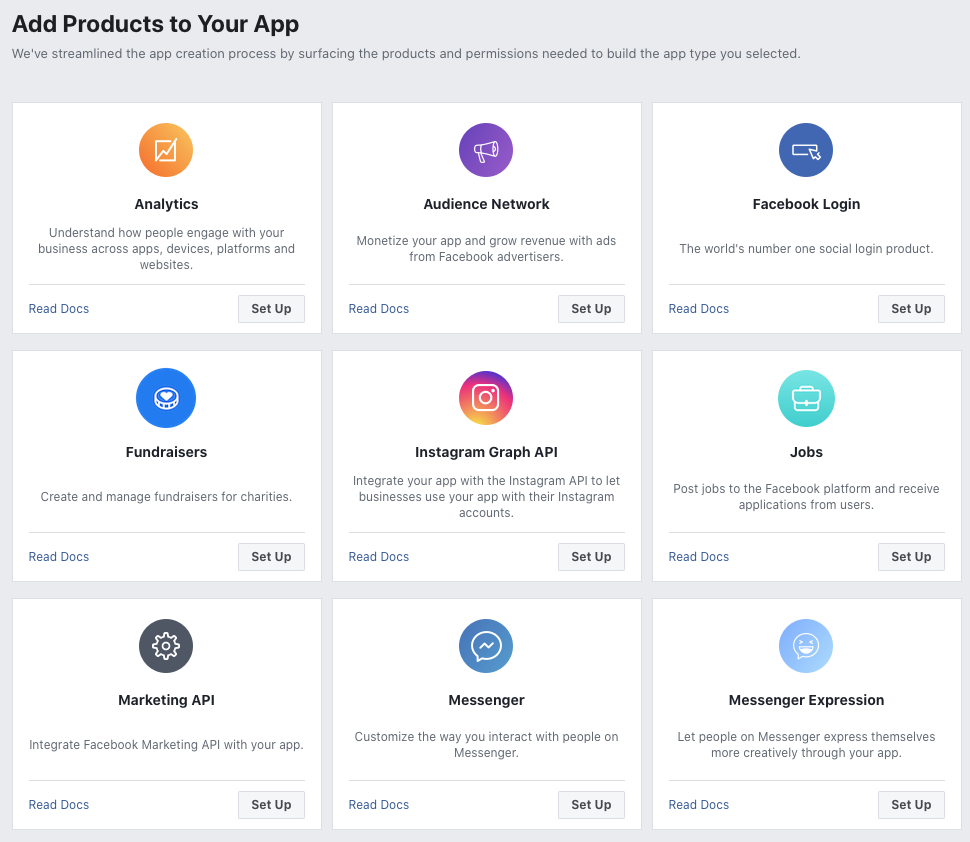 Add Products to Your App
We've streamlined the app creation process by surfacing the products and permissions needed to build the app type you selected.
Analytics
Understand how people engage with your
business across apps, devices, platforms and
websites.
Read Docs
Set Up
Audience Network
Monetize your app and grow revenue with ads
from Facebook advertisers.
Read Docs
Set Up
Facebook Login
The world's number one social login product.
Read Docs
Set Up
Fundraisers
Create and manage fundraisers for charities.
Read Docs
Set Up
Instagram Graph API
Integrate your app with the Instagram API to let
businesses use your app with their Instagram
accounts.
Read Docs
Set Up
Jobs
Post jobs to the Facebook platform and receive
applications from users.
Read Docs
Set Up
Marketing API
Integrate Facebook Marketing API with your app.
Read Docs
Set Up
Messenger
Customize the way you interact with people on
Messenger.
Read Docs
Set Up
Messenger Expression
Let people on Messenger express themselves
more creatively through your app.
Read Docs
Set Up